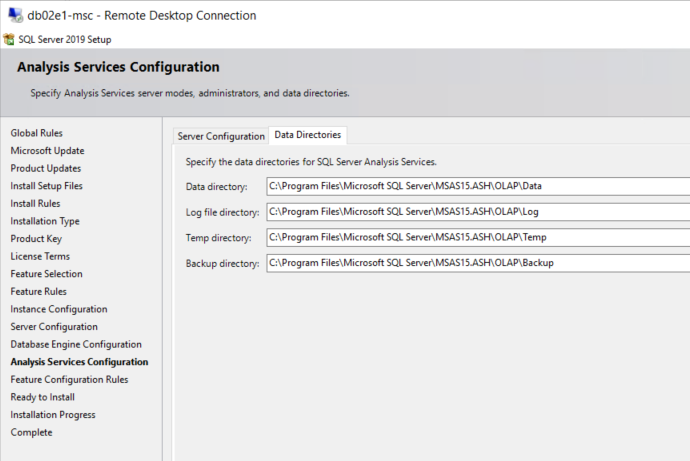 db02e1-msc - Remote Desktop Connection
SQL Server 2019 Setup
Analysis Services Configuration
Specify Analysis Services server modes, administrators, and data directories.
Global Rules
Microsoft Update
Product Updates
Install Setup Files
Install Rules
Installation Type
Product Key
License Terms
Feature Selection
Feature Rules
Instance Configuration
Server Configuration
Database Engine Configuration
Analysis Services Configuration
Feature Configuration Rules
Ready to Install
Installation Progress
Complete
Server Configuration Data Directories
Specify the data directories for SQL Server Analysis Services.
Data directory: C:\Program Files\Microsoft SQL Server\MSAS15.ASH\OLAP\Data
Log file directory: C:\Program Files\Microsoft SQL Server\MSAS15.ASH\OLAP\Log
Temp directory: C:\Program Files\Microsoft SQL Server\MSAS15.ASH\OLAP\Temp
Backup directory: C:\Program Files\Microsoft SQL Server\MSAS15.ASH\OLAP\Backup